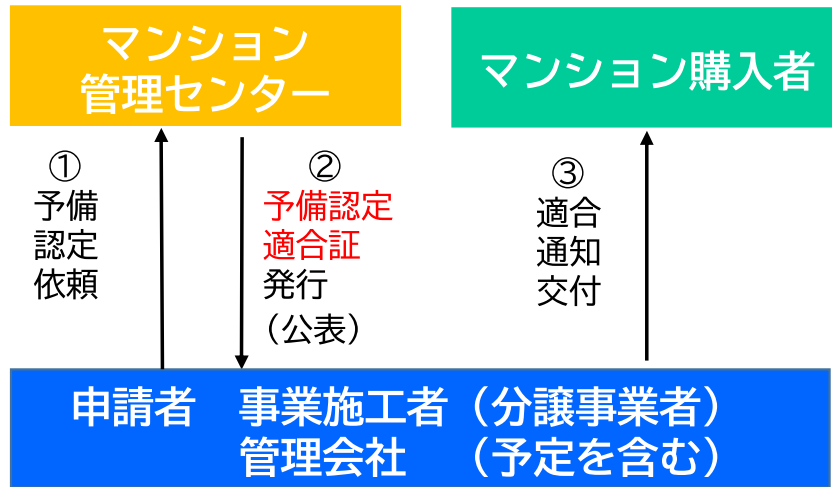 マンション
管理センター
マンション購入者
①
予備
認定
依頼
②
予備認定
適合証
発行
（公表）
③
適合
通知
交付
申請者　事業施工者（分譲事業者）
管理会社　（予定を含む）